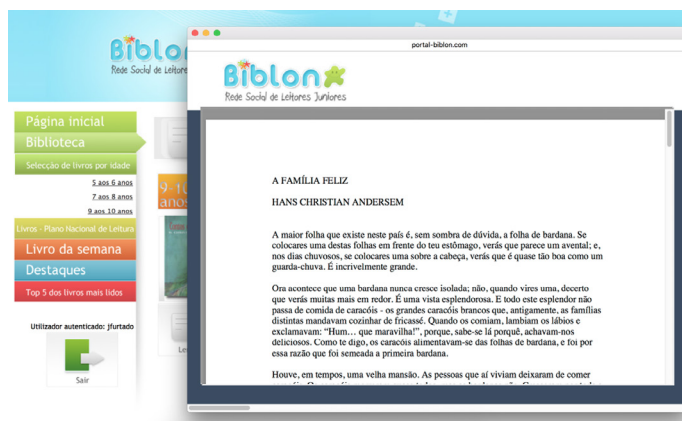 Biblon
Rede Social de Leitores Juniores
portal-biblon.com
Biblo
Rede Social de Leitore
Página inicial
Biblioteca
Selecção de livros por idade
5 aos 6 anos
7 aos 8 anos
9 aos 10 anos
Livros - Plano Nacional de Leitura
Livro da semana
Destaques
Top 5 dos livros mais lidos
Utilizador autenticado: jfurtado
Sair
9-10
anos
A FAMÍLIA FELIZ
HANS CHRISTIAN ANDERSEM
A maior folha que existe neste país é, sem sombra de dúvida, a folha de bardana. Se
colocares uma destas folhas em frente do teu estômago, verás que parece um avental; e,
nos dias chuvosos, se colocares uma sobre a cabeça, verás que é quase tão boa como um
guarda-chuva. É incrivelmente grande.
Ora acontece que uma bardana nunca cresce isolada; não, quando vires uma, decerto
que verás muitas mais em redor. É uma vista esplendorosa. E todo este esplendor não
passa de comida de caracóis - os grandes caracóis brancos que, antigamente, as famílias
distintas mandavam cozinhar de fricassé. Quando os comiam, lambiam os lábios e
exclamavam: “Hum… que maravilha!”, porque, sabe-se lá porquê, achavam-nos
deliciosos. Como te digo, os caracóis alimentavam-se das folhas de bardana, e foi por
essa razão que foi semeada a primeira bardana.
Houve, em tempos, uma velha mansão. As pessoas que aí viviam deixaram de comer